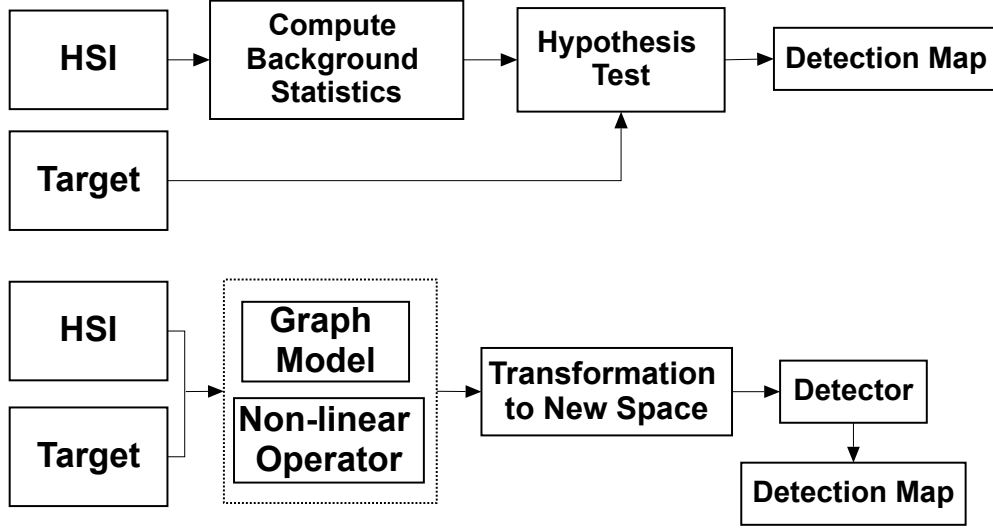 HSI
Compute
Background
Statistics
Hypothesis
Test
Detection Map
Target
HSI
Target
Graph
Model
Non-linear
Operator
Transformation
to New Space
Detector
Detection Map